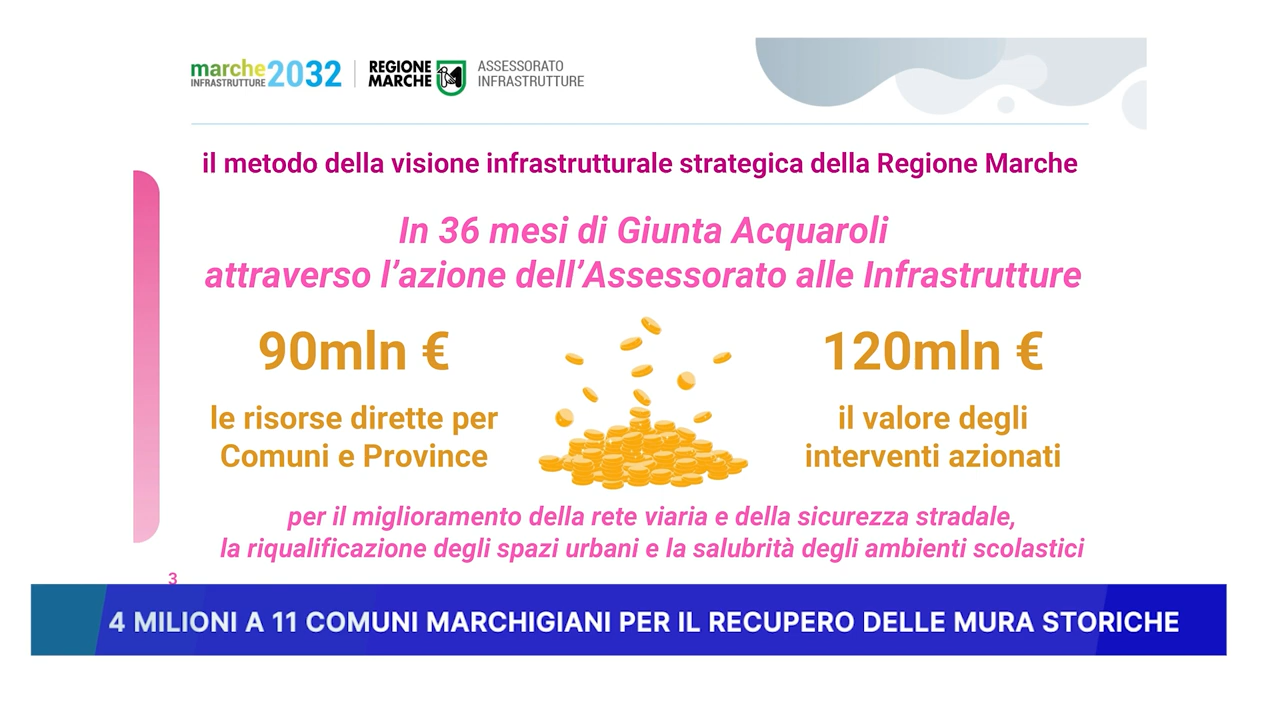 marche 2032
INFRASTRUTTURE
REGIONE
MARCHE
ASSESSORATO
INFRASTRUTTURE
il metodo della visione infrastrutturale strategica della Regione Marche
In 36 mesi di Giunta Acquaroli
attraverso l’azione dell’Assessorato alle Infrastrutture
90mln €
le risorse dirette per
Comuni e Province
120mln €
il valore degli
interventi azionati
per il miglioramento della rete viaria e della sicurezza stradale,
la riqualificazione degli spazi urbani e la salubrità degli ambienti scolastici
3
4 MILIONI A 11 COMUNI MARCHIGIANI PER IL RECUPERO DELLE MURA STORICHE